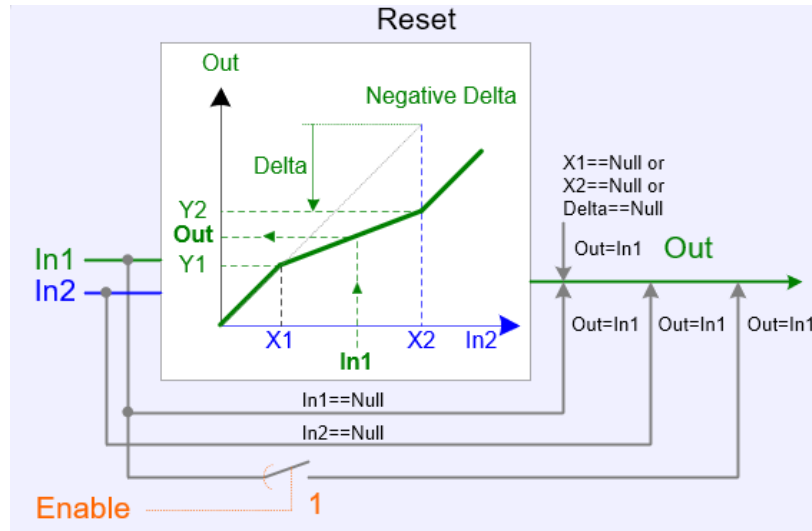 Reset
Out
Negative Delta
Delta
Y2
Out
Y1
X1
X2
In2
In1
In1
In2
X1==Null or
X2==Null or
Delta==Null
Out=In1
Out
Out=In1
Out=In1
Out=In1
In1==Null
In2==Null
Enable
1